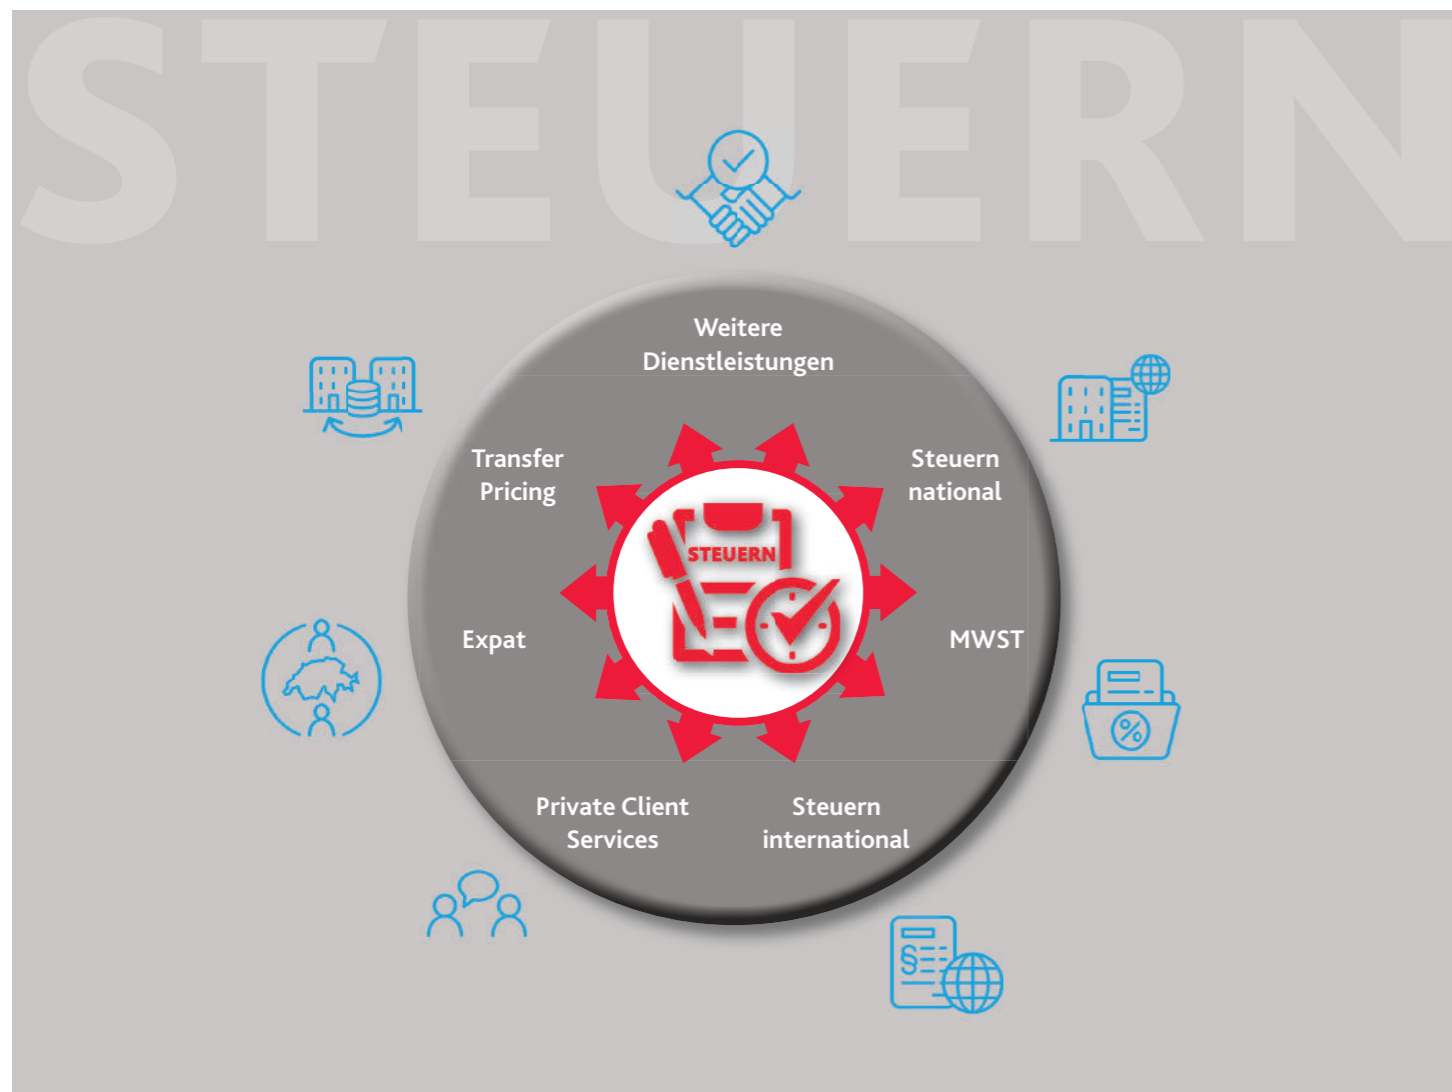 STEUERN
Weitere
Dienstleistungen
Transfer
Pricing
Steuern
national
STEUERN
Expat
MWST
Private Client
Services
Steuern
international
§
%